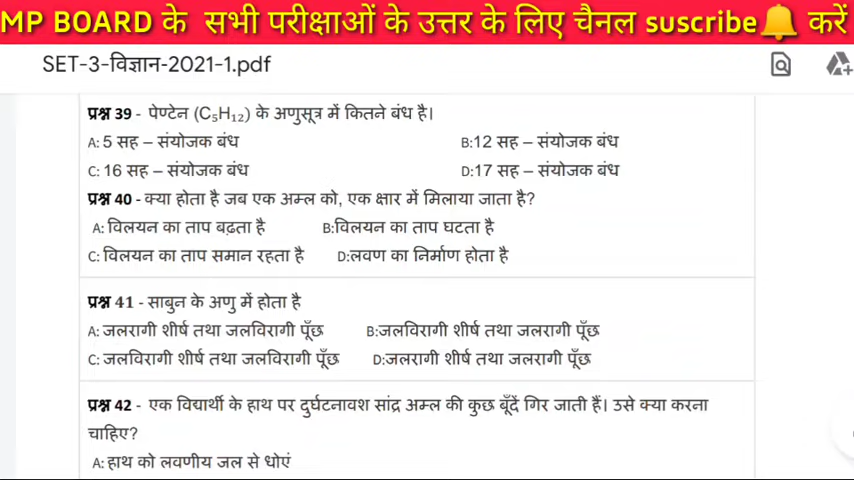 MP BOARD के सभी परीक्षाओं के उत्तर के लिए चैनल suscribe🔔 करें
SET-3-विज्ञान-2021-1.pdf
प्रश्न 39 - पेण्टेन (C₅H₁₂) के अणुसूत्र में कितने बंध है।
A: 5 सह – संयोजक बंध B:12 सह – संयोजक बंध
C: 16 सह – संयोजक बंध D:17 सह – संयोजक बंध
प्रश्न 40 - क्या होता है जब एक अम्ल को, एक क्षार में मिलाया जाता है?
A: विलयन का ताप बढ़ता है B:विलयन का ताप घटता है
C: विलयन का ताप समान रहता है D:लवण का निर्माण होता है
प्रश्न 41 - साबुन के अणु में होता है
A: जलरागी शीर्ष तथा जलविरागी पूँछ B:जलविरागी शीर्ष तथा जलरागी पूँछ
C: जलविरागी शीर्ष तथा जलविरागी पूँछ D:जलरागी शीर्ष तथा जलरागी पूँछ
प्रश्न 42 - एक विद्यार्थी के हाथ पर दुर्घटनावश सांद्र अम्ल की कुछ बूँदें गिर जाती हैं। उसे क्या करना
चाहिए?
A: हाथ को लवणीय जल से धोएं